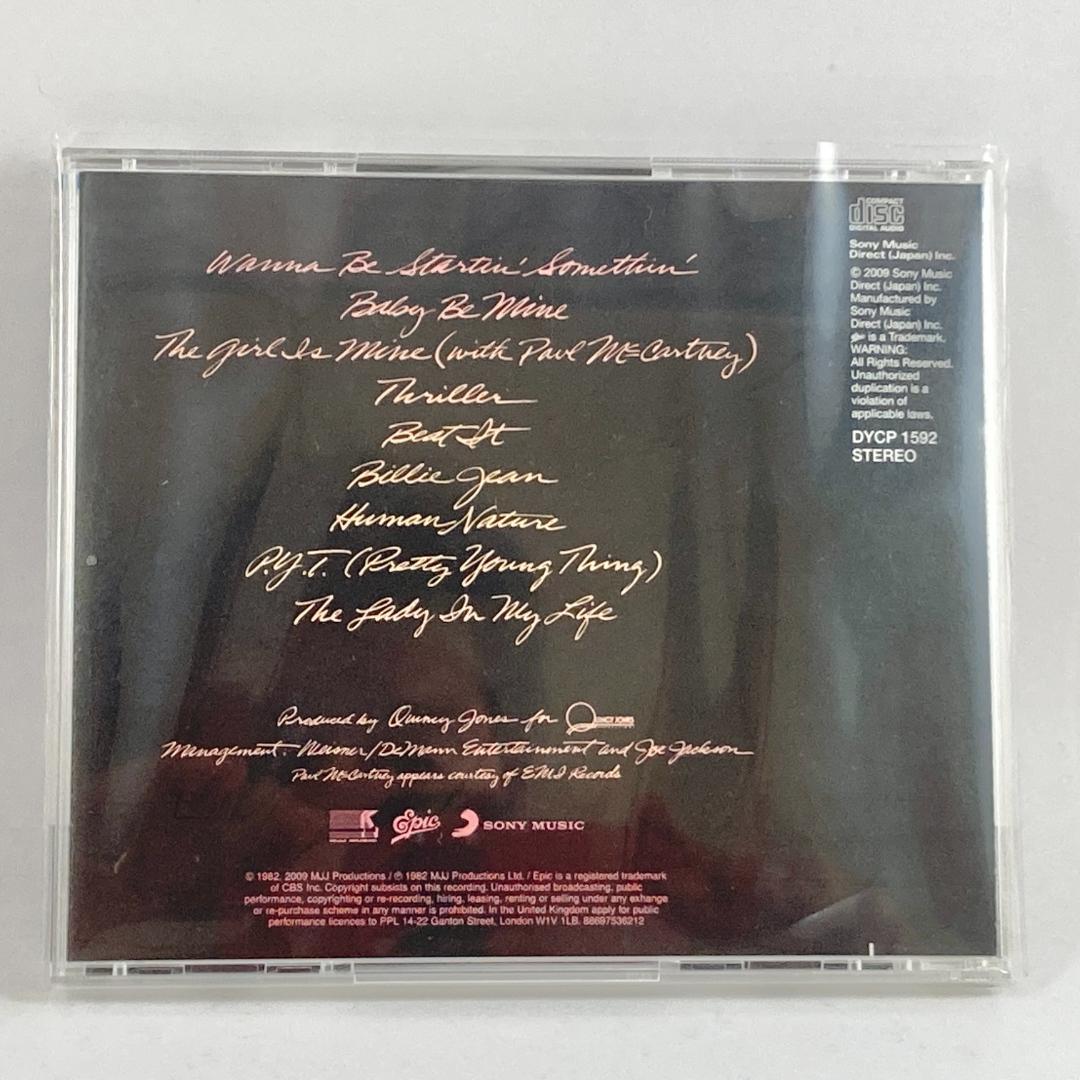 Wanna Be Startin' Somethin'
Baby Be Mine
The Girl Is Mine (with Paul McCartney)
Thriller
Beat It
Billie Jean
Human Nature
P.Y.T. (Pretty Young Thing)
The Lady In My Life
Produced by Quincy Jones for QUINCY JONES
Management: Weisner/DeMann Entertainment and Joe Jackson
Paul McCartney appears courtesy of EMI Records
Epic SONY MUSIC
© 1982, 2009 MJJ Productions / ℗ 1982 MJJ Productions Ltd. / Epic is a registered trademark
of CBS Inc. Copyright subsists on this recording. Unauthorised broadcasting, public
performance, copyrighting or re-recording, hiring, leasing, renting or selling under any exhange
or re-purchase scheme in any manner is prohibited. In the United Kingdom apply for public
performance licences to PPL 14-22 Ganton Street, London W1V 1LB. 88697536212
COMPACT
disc
DIGITAL AUDIO
Sony Music
Direct (Japan) Inc.
© 2009 Sony Music
Direct (Japan) Inc.
Manufactured by
Sony Music
Direct (Japan) Inc.
is a Trademark.
WARNING:
All Rights Reserved.
Unauthorized
duplication is a
violation of
applicable laws.
DYCP 1592
STEREO